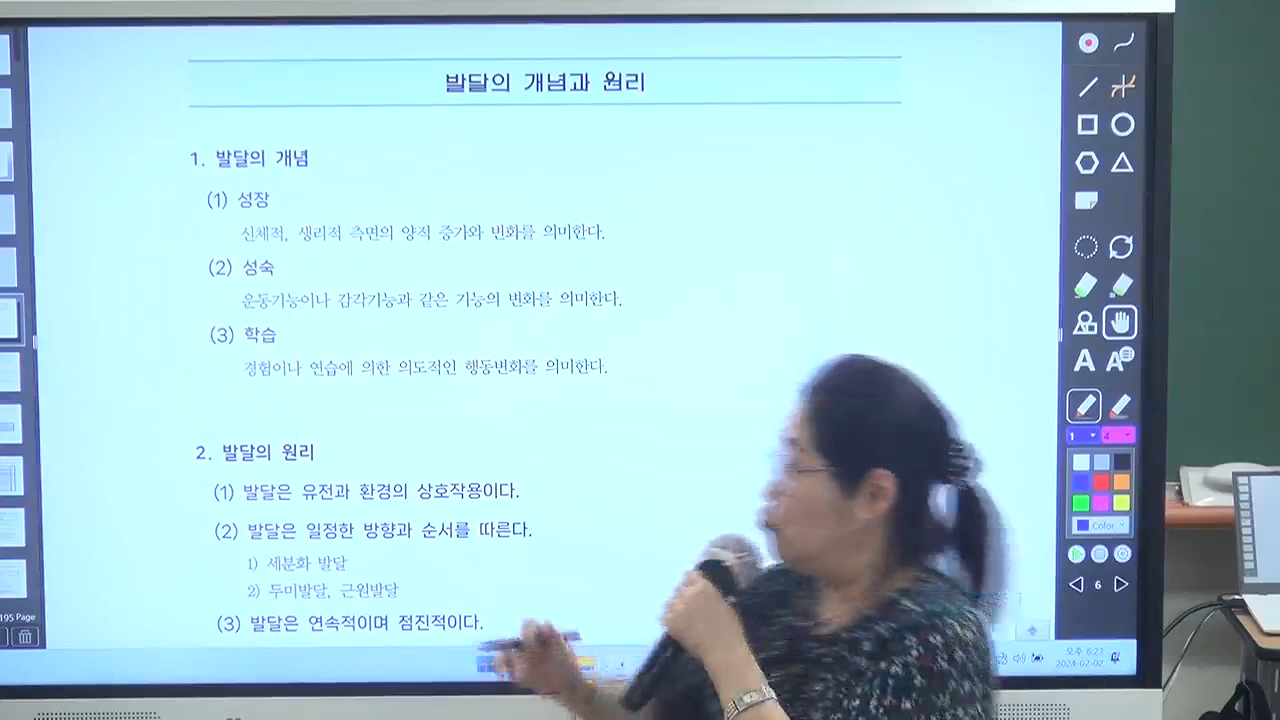 발달의 개념과 원리
1. 발달의 개념
(1) 성장
신체적, 생리적 측면의 양적 증가와 변화를 의미한다.
(2) 성숙
운동기능이나 감각기능과 같은 기능의 변화를 의미한다.
(3) 학습
경험이나 연습에 의한 의도적인 행동변화를 의미한다.
2. 발달의 원리
(1) 발달은 유전과 환경의 상호작용이다.
(2) 발달은 일정한 방향과 순서를 따른다.
1) 세분화 발달
2) 두미발달, 근원발달
(3) 발달은 연속적이며 점진적이다.
A A
1 4
Color
6
195 Page
오후 6:23
2024-02-02